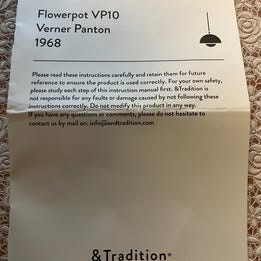 Flowerpot VP10
Verner Panton
1968
Please read these instructions carefully and retain them for future
reference to ensure the product is used correctly. For your own safety,
please study each step of this instruction manual first. &Tradition is
not responsible for any faults or damage caused by not following these
instructions correctly. Do not modify this product in any way.
If you have any questions or comments, please do not hesitate to
contact us by mail on: info@andtradition.com
&Tradition®